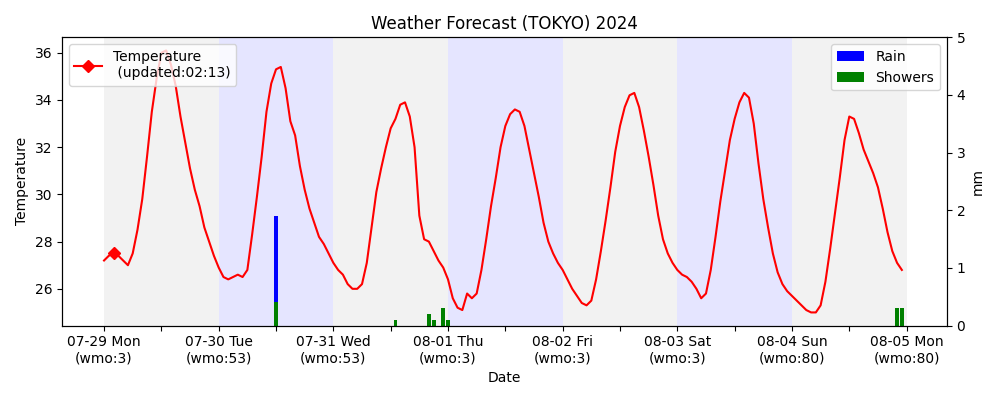 Weather Forecast (TOKYO) 2024
Temperature
(updated:02:13)
Rain
Showers
36
34
32
30
28
26
Temperature
5
4
3
2
1
0
mm
07-29 Mon
(wmo:3)
07-30 Tue
(wmo:53)
07-31 Wed
(wmo:53)
08-01 Thu
(wmo:3)
08-02 Fri
(wmo:3)
08-03 Sat
(wmo:3)
08-04 Sun
(wmo:80)
08-05 Mon
(wmo:80)
Date